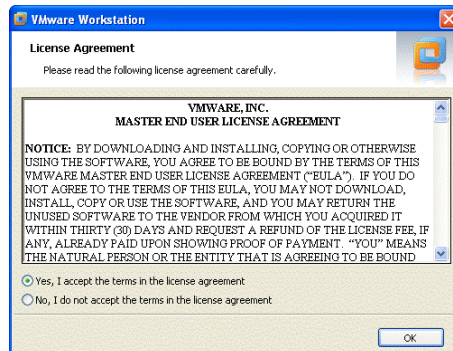 VMware Workstation
License Agreement
Please read the following license agreement carefully.
VMWARE, INC.
MASTER END USER LICENSE AGREEMENT
NOTICE: BY DOWNLOADING AND INSTALLING, COPYING OR OTHERWISE
USING THE SOFTWARE, YOU AGREE TO BE BOUND BY THE TERMS OF THIS
VMWARE MASTER END USER LICENSE AGREEMENT ("EULA"). IF YOU DO
NOT AGREE TO THE TERMS OF THIS EULA, YOU MAY NOT DOWNLOAD,
INSTALL, COPY OR USE THE SOFTWARE, AND YOU MAY RETURN THE
UNUSED SOFTWARE TO THE VENDOR FROM WHICH YOU ACQUIRED IT
WITHIN THIRTY (30) DAYS AND REQUEST A REFUND OF THE LICENSE FEE, IF
ANY, ALREADY PAID UPON SHOWING PROOF OF PAYMENT. "YOU" MEANS
THE NATURAL PERSON OR THE ENTITY THAT IS AGREEING TO BE BOUND
Yes, I accept the terms in the license agreement
No, I do not accept the terms in the license agreement
OK